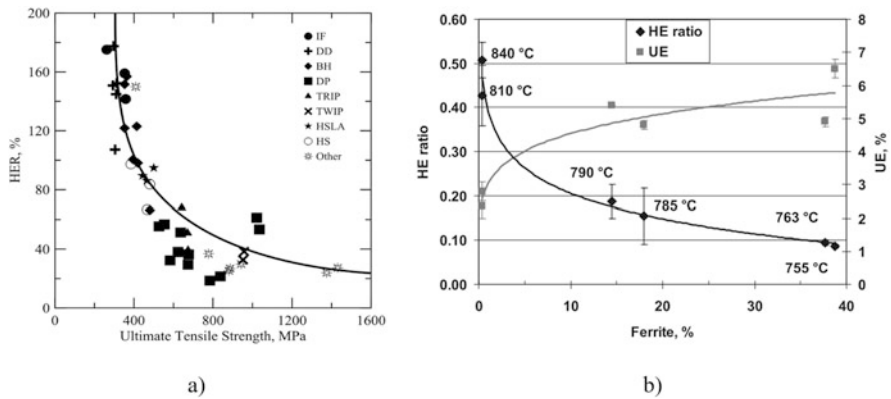 200
160
120
80
40
0
HER, %
0
400
800
1200
1600
Ultimate Tensile Strength, MPa
IF
DD
BH
DP
TRIP
TWIP
HSLA
HS
Other
a)
0.60
0.50
0.40
0.30
0.20
0.10
0.00
HE ratio
HE ratio
UE
840 °C
810 °C
790 °C
785 °C
763 °C
755 °C
8
7
6
5
4
3
2
1
0
UE, %
0
10
20
30
40
Ferrite, %
b)